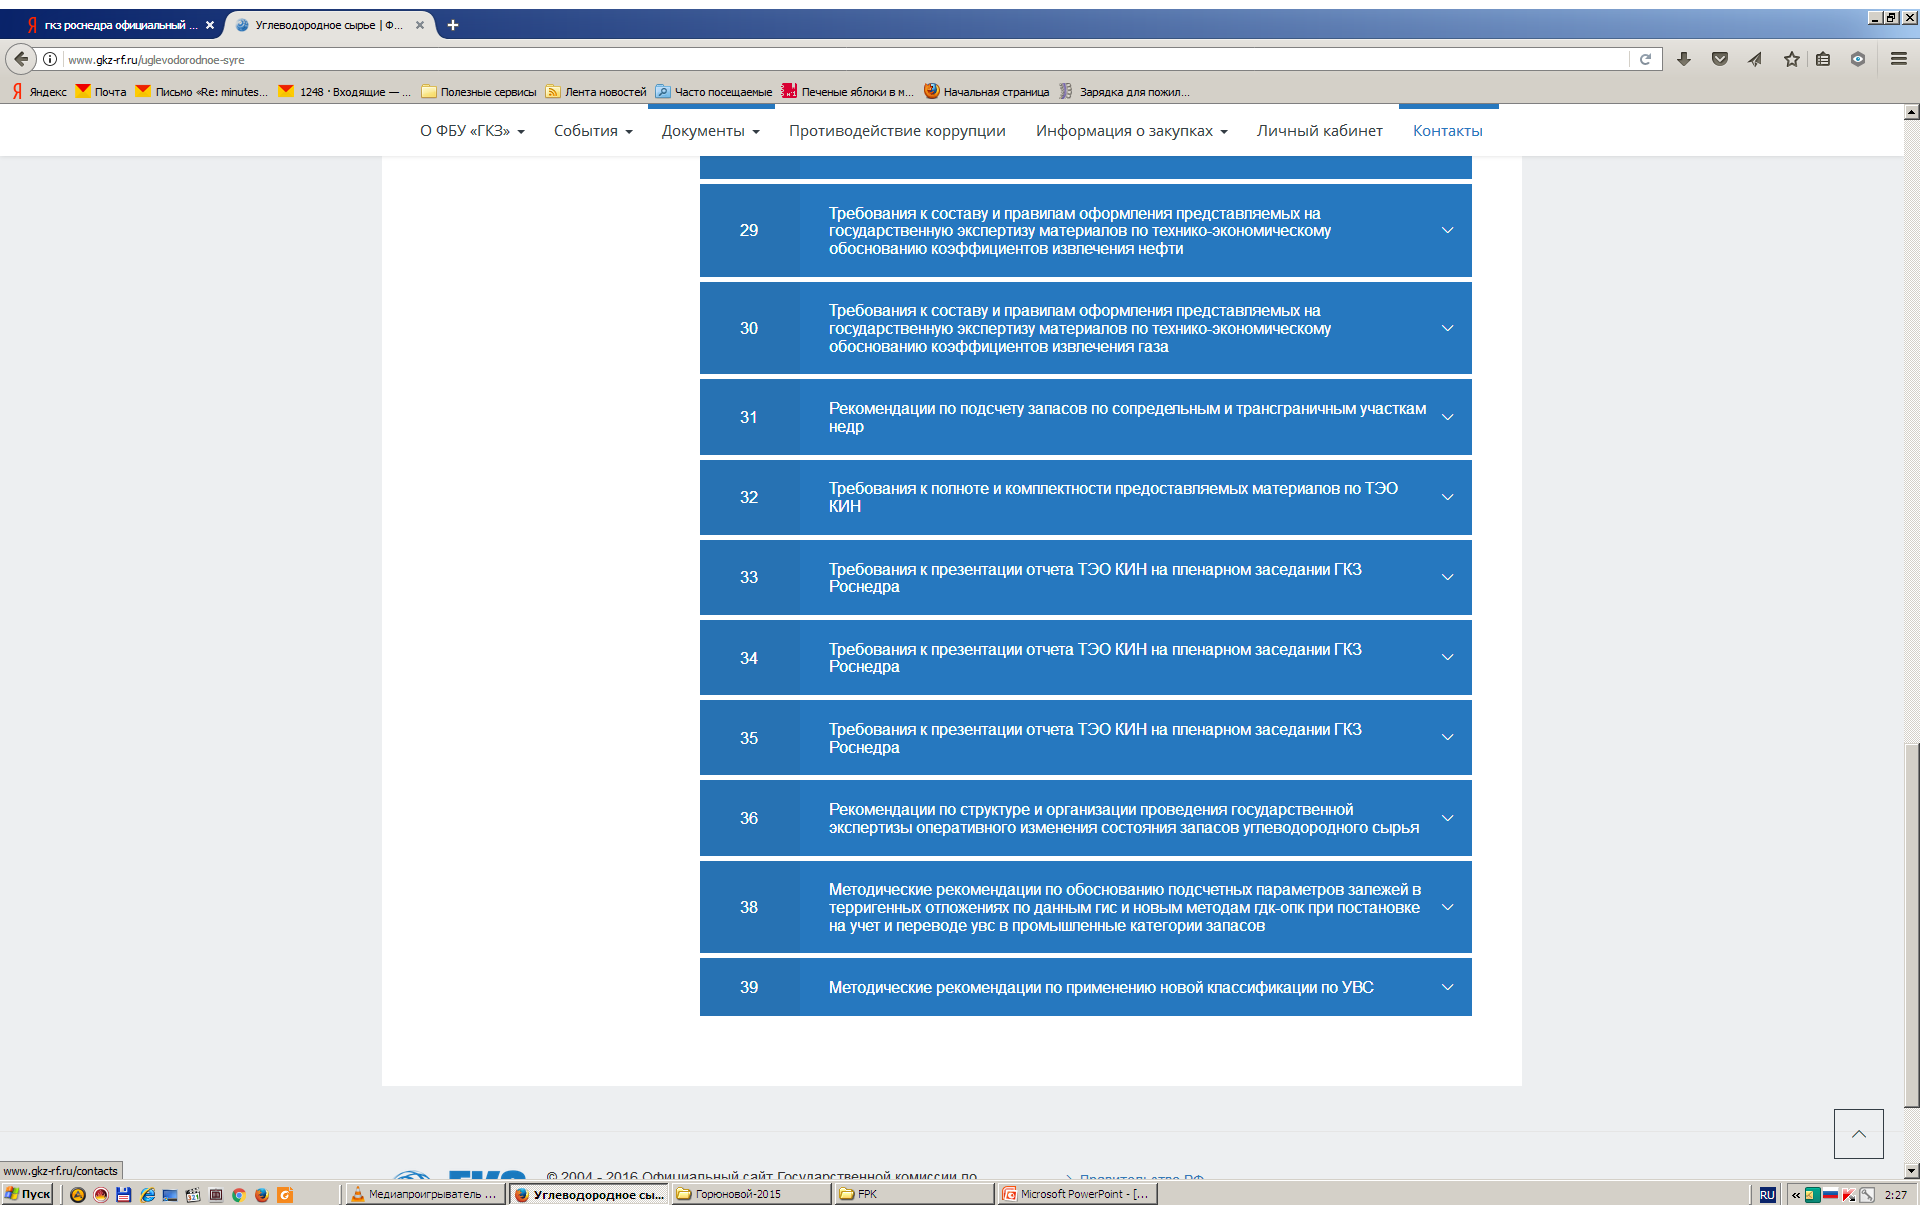 гкз роснедра официальный ...
Углеводородное сырье | Ф...
www.gkz-rf.ru/uglevodorodnoe-syre
Яндекс
Почта
Письмо «Re: minutes...
1248 · Входящие — ...
Полезные сервисы
Лента новостей
Часто посещаемые
Печеные яблоки в м...
Начальная страница
Зарядка для пожил...
О ФБУ «ГКЗ»
События
Документы
Противодействие коррупции
Информация о закупках
Личный кабинет
Контакты
29
Требования к составу и правилам оформления представляемых на
государственную экспертизу материалов по технико-экономическому
обоснованию коэффициентов извлечения нефти
30
Требования к составу и правилам оформления представляемых на
государственную экспертизу материалов по технико-экономическому
обоснованию коэффициентов извлечения газа
31
Рекомендации по подсчету запасов по сопредельным и трансграничным участкам
недр
32
Требования к полноте и комплектности предоставляемых материалов по ТЭО
КИН
33
Требования к презентации отчета ТЭО КИН на пленарном заседании ГКЗ
Роснедра
34
Требования к презентации отчета ТЭО КИН на пленарном заседании ГКЗ
Роснедра
35
Требования к презентации отчета ТЭО КИН на пленарном заседании ГКЗ
Роснедра
36
Рекомендации по структуре и организации проведения государственной
экспертизы оперативного изменения состояния запасов углеводородного сырья
38
Методические рекомендации по обоснованию подсчетных параметров залежей в
терригенных отложениях по данным гис и новым методам гдк-опк при постановке
на учет и переводе увс в промышленные категории запасов
39
Методические рекомендации по применению новой классификации по УВС
www.gkz-rf.ru/contacts
ГКЗ
© 2004 - 2016 Официальный сайт Государственной комиссии по
Правительство РФ
Пуск
Медиапроигрыватель ...
Углеводородное сы...
Горюновой-2015
FPK
Microsoft PowerPoint - [...
RU
2:27